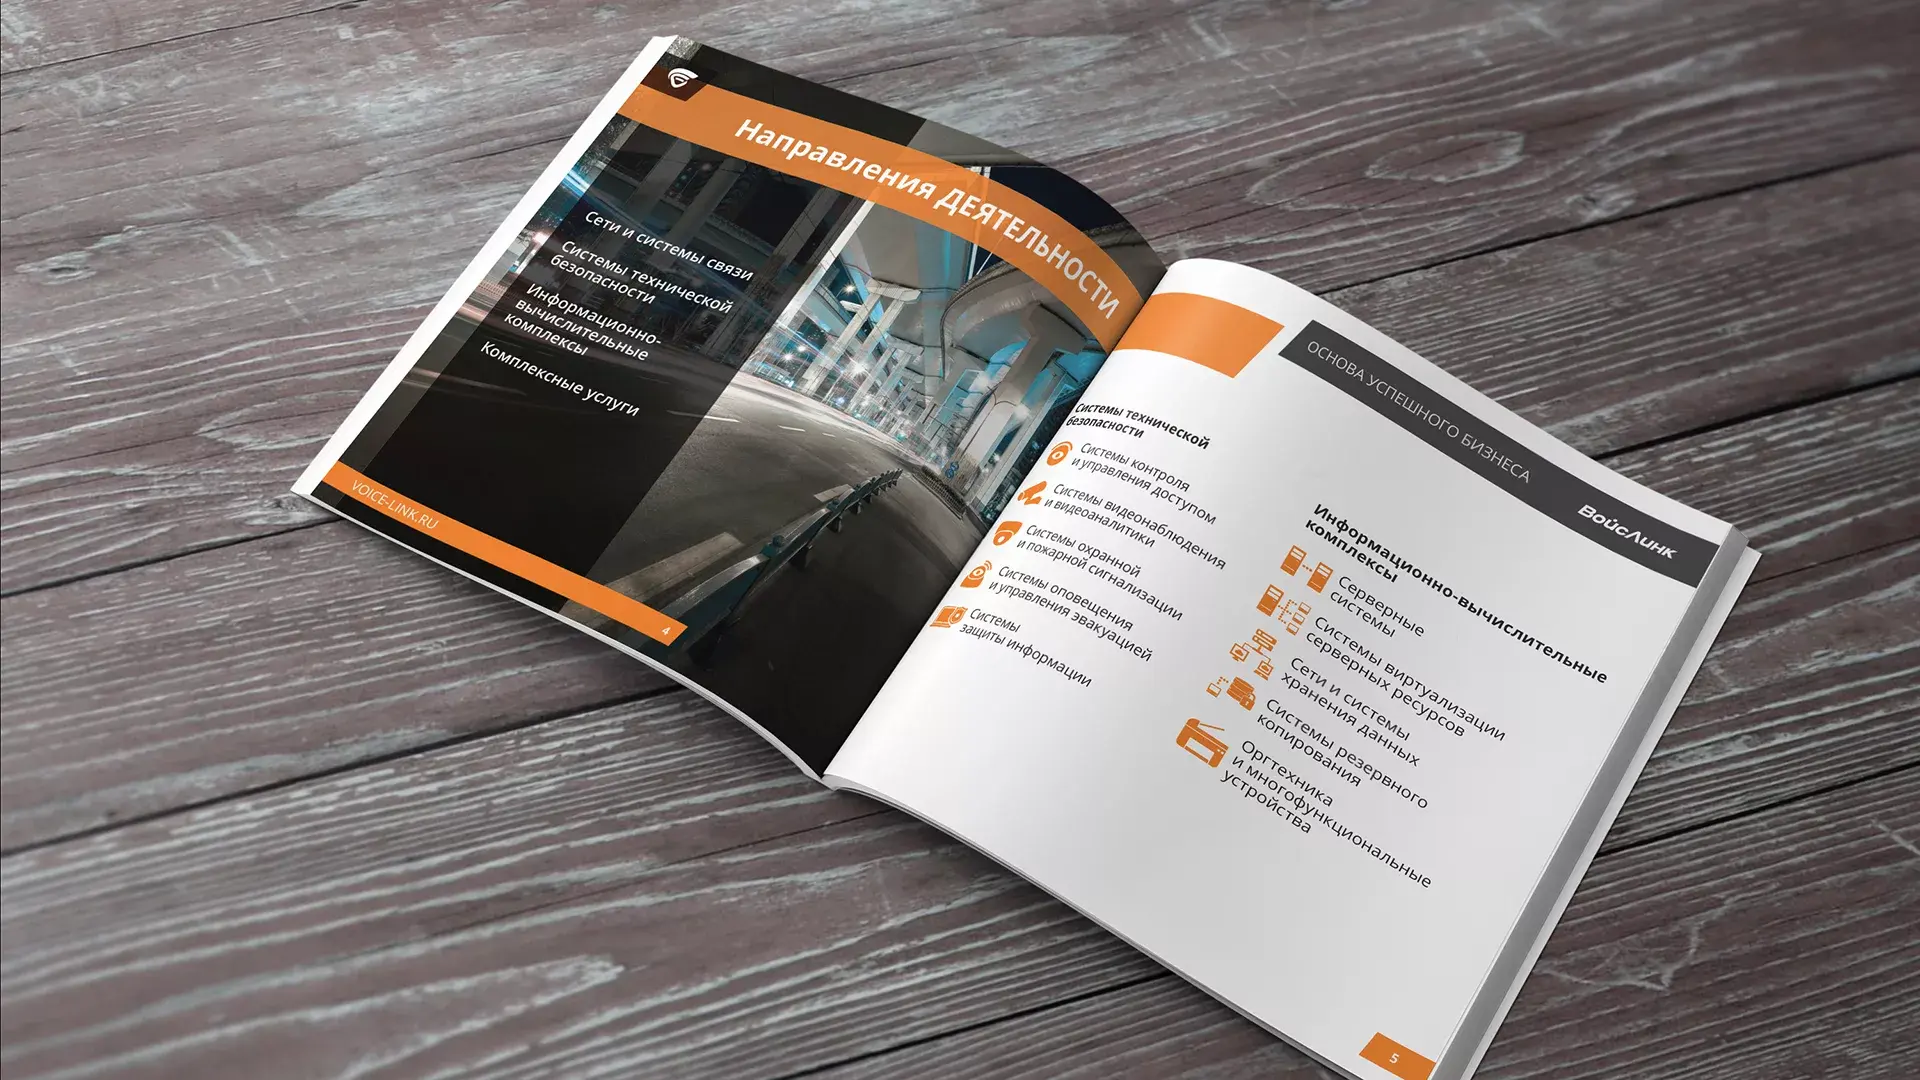 Направления ДЕЯТЕЛЬНОСТИ
Сети и системы связи
Системы технической
безопасности
Информационно-
вычислительные
комплексы
Комплексные услуги
VOICE-LINK.RU
4
ОСНОВА УСПЕШНОГО БИЗНЕСА
ВОЙСЛИНК
Системы технической
безопасности
Системы контроля
и управления доступом
Системы видеонаблюдения
и видеоаналитики
Системы охранной
и пожарной сигнализации
Системы оповещения
и управления эвакуацией
Системы
защиты информации
Информационно-вычислительные
комплексы
Серверные
системы
Системы виртуализации
серверных ресурсов
Сети и системы
хранения данных
Системы резервного
копирования
Оргтехника
и многофункциональные
устройства
5